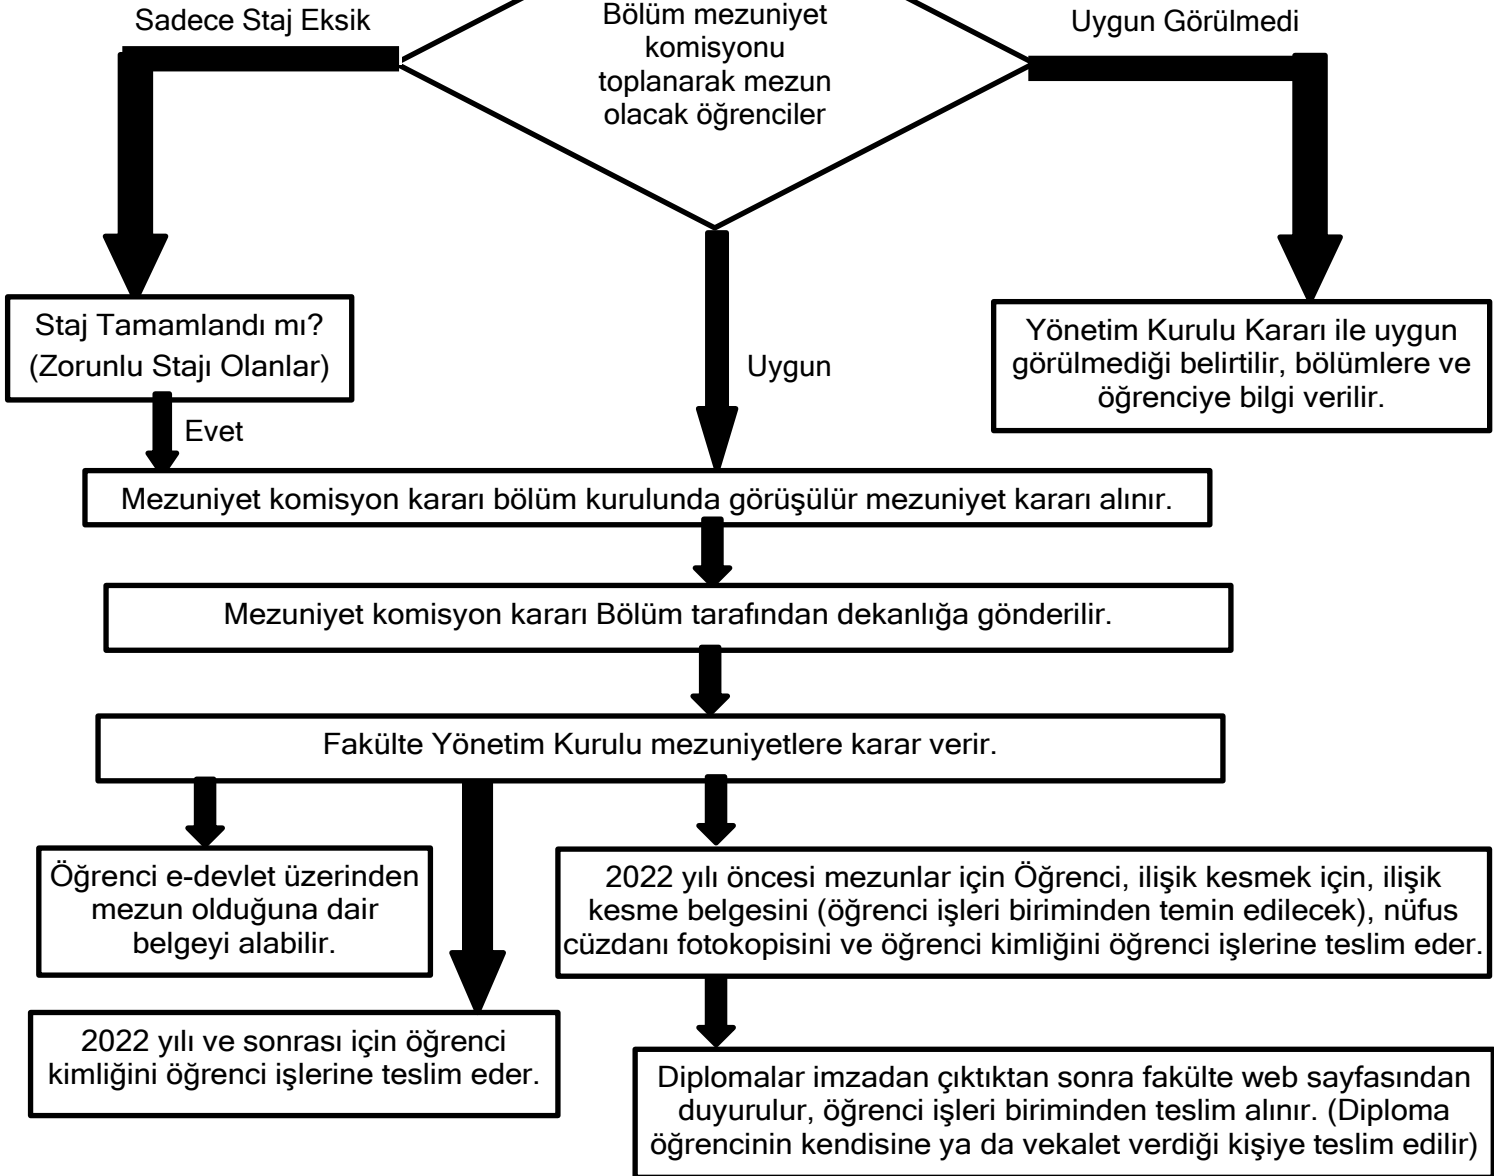 Sadece Staj Eksik
Bölüm mezuniyet
komisyonu
toplanarak mezun
olacak öğrenciler
Uygun Görülmedi
Staj Tamamlandı mı?
(Zorunlu Stajı Olanlar)
Uygun
Yönetim Kurulu Kararı ile uygun
görülmediği belirtilir, bölümlere ve
öğrenciye bilgi verilir.
Evet
Mezuniyet komisyon kararı bölüm kurulunda görüşülür mezuniyet kararı alınır.
Mezuniyet komisyon kararı Bölüm tarafından dekanlığa gönderilir.
Fakülte Yönetim Kurulu mezuniyetlere karar verir.
Öğrenci e-devlet üzerinden
mezun olduğuna dair
belgeyi alabilir.
2022 yılı öncesi mezunlar için Öğrenci, ilişik kesmek için, ilişik
kesme belgesini (öğrenci işleri biriminden temin edilecek), nüfus
cüzdanı fotokopisini ve öğrenci kimliğini öğrenci işlerine teslim eder.
2022 yılı ve sonrası için öğrenci
kimliğini öğrenci işlerine teslim eder.
Diplomalar imzadan çıktıktan sonra fakülte web sayfasından
duyurulur, öğrenci işleri biriminden teslim alınır. (Diploma
öğrencinin kendisine ya da vekalet verdiği kişiye teslim edilir)